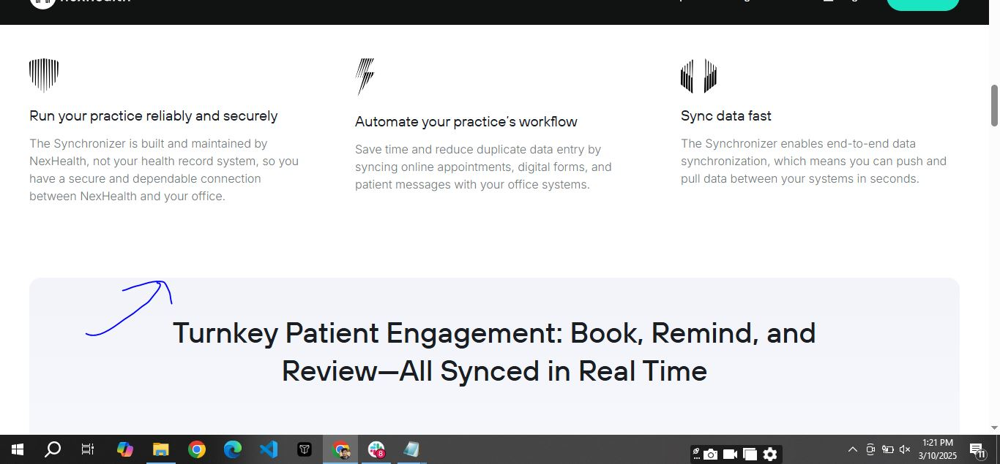 Run your practice reliably and securely
The Synchronizer is built and maintained by
NexHealth, not your health record system, so you
have a secure and dependable connection
between NexHealth and your office.
Automate your practice's workflow
Save time and reduce duplicate data entry by
syncing online appointments, digital forms, and
patient messages with your office systems.
Sync data fast
The Synchronizer enables end-to-end data
synchronization, which means you can push and
pull data between your systems in seconds.
Turnkey Patient Engagement: Book, Remind, and
Review—All Synced in Real Time
8
1:21 PM
3/10/2025
11